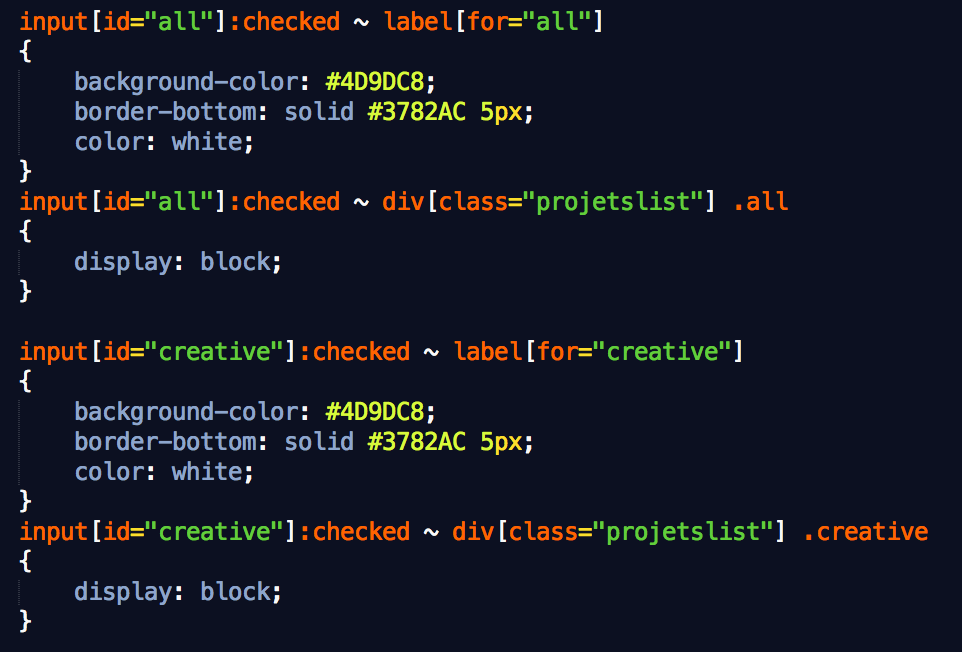 input[id="all"]:checked ~ label[for="all"]
{
    background-color: #4D9DC8;
    border-bottom: solid #3782AC 5px;
    color: white;
}
input[id="all"]:checked ~ div[class="projetslist"] .all
{
    display: block;
}

input[id="creative"]:checked ~ label[for="creative"]
{
    background-color: #4D9DC8;
    border-bottom: solid #3782AC 5px;
    color: white;
}
input[id="creative"]:checked ~ div[class="projetslist"] .creative
{
    display: block;
}